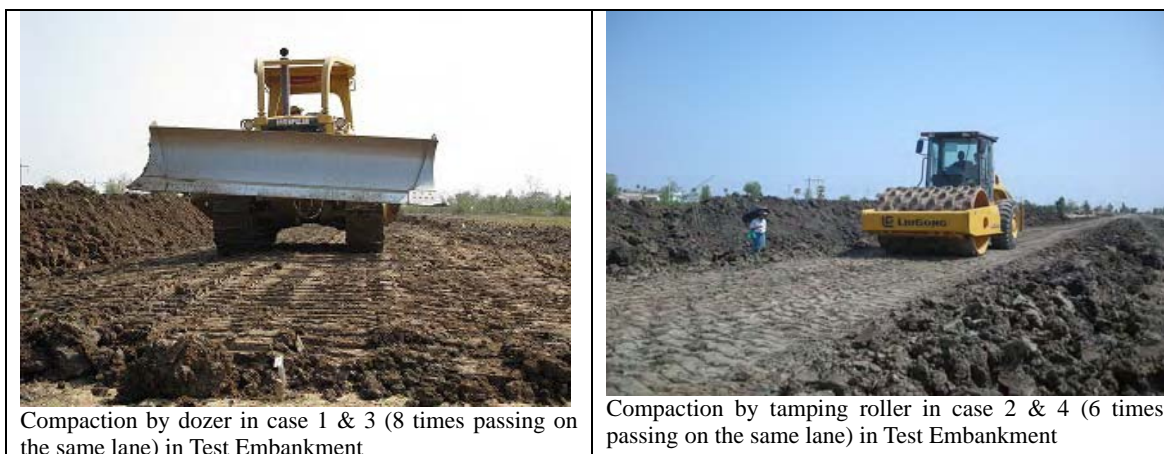 CATERPILLAR
LIUGONG
Compaction by dozer in case 1 & 3 (8 times passing on
the same lane) in Test Embankment
Compaction by tamping roller in case 2 & 4 (6 times
passing on the same lane) in Test Embankment